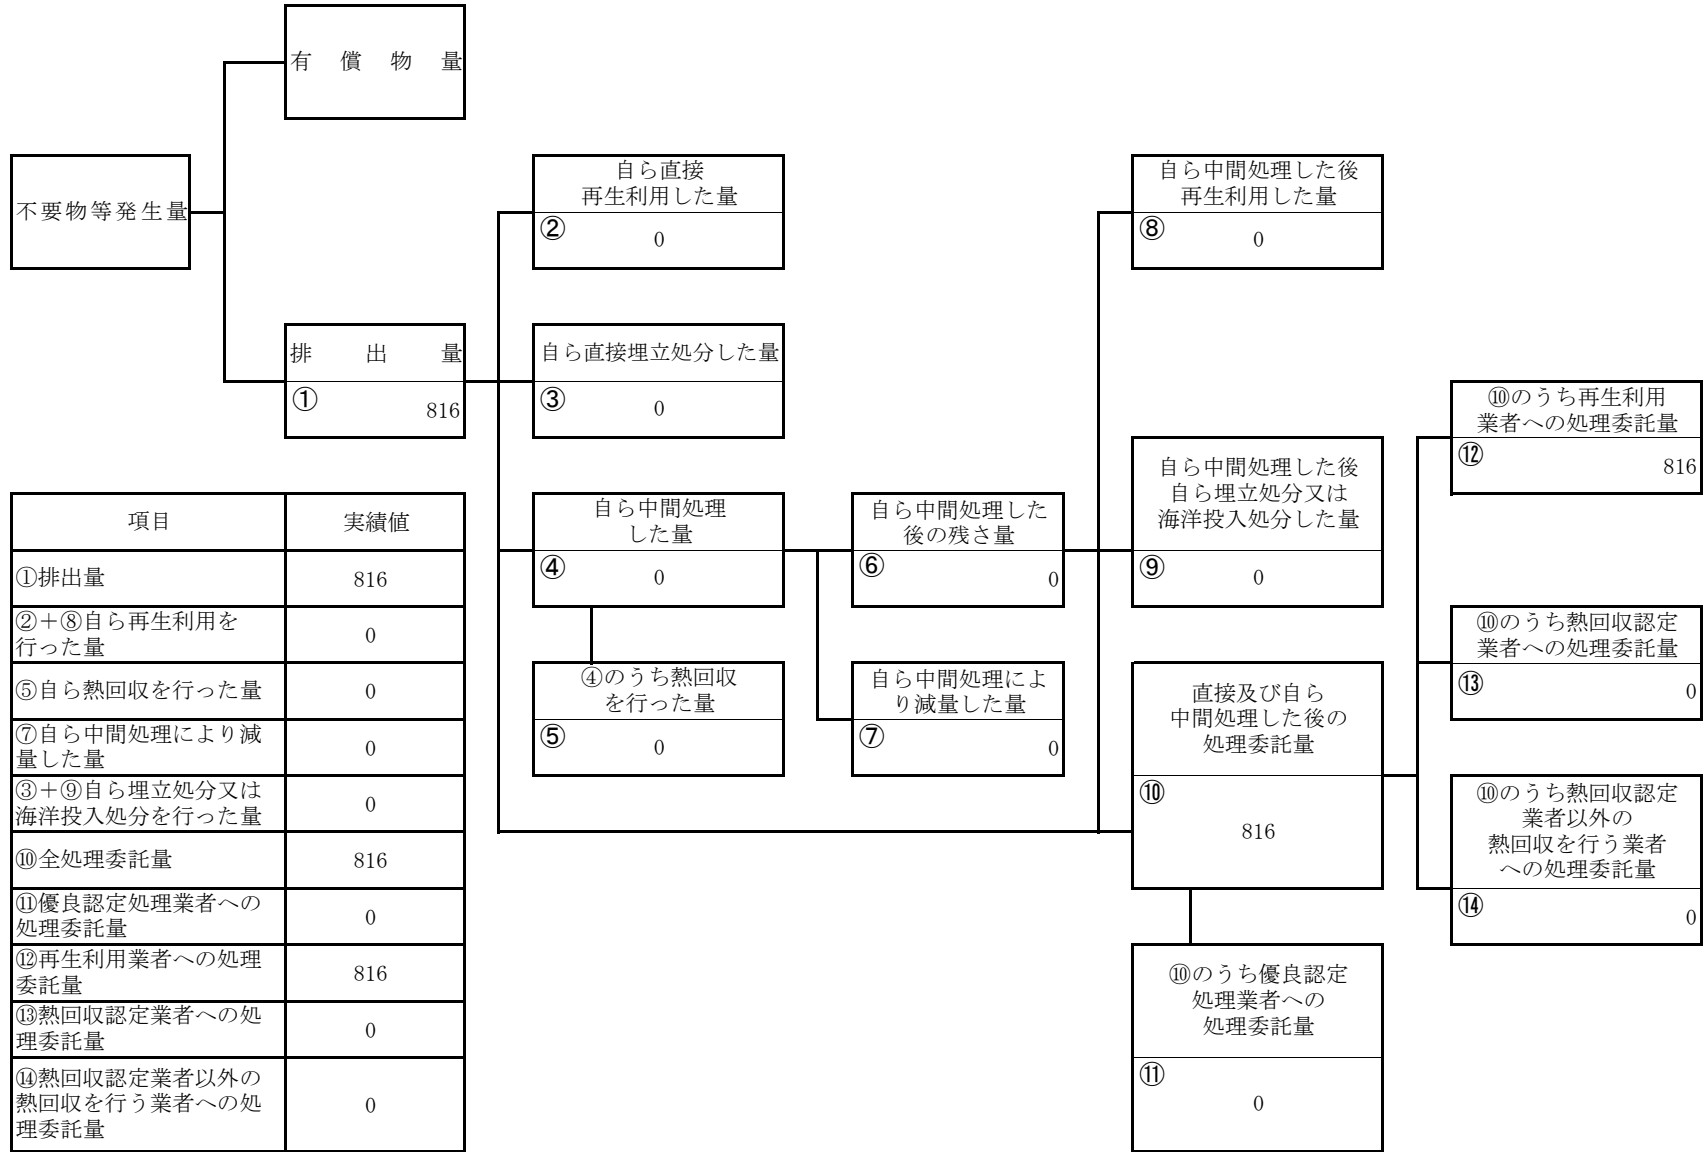 有償物量
不要物等発生量
排出量
①
816
自ら直接
再生利用した量
②
0
自ら直接埋立処分した量
③
0
自ら中間処理
した量
④
0
④のうち熱回収
を行った量
⑤
0
自ら中間処理した
後の残さ量
⑥
0
自ら中間処理によ
り減量した量
⑦
0
自ら中間処理した後
再生利用した量
⑧
0
自ら中間処理した後
自ら埋立処分又は
海洋投入処分した量
⑨
0
直接及び自ら
中間処理した後の
処理委託量
⑩
816
⑩のうち優良認定
処理業者への
処理委託量
⑪
0
⑩のうち再生利用
業者への処理委託量
⑫
816
⑩のうち熱回収認定
業者への処理委託量
⑬
0
⑩のうち熱回収認定
業者以外の
熱回収を行う業者
への処理委託量
⑭
0
項目 実績値
①排出量 816
②＋⑧自ら再生利用を
行った量 0
⑤自ら熱回収を行った量 0
⑦自ら中間処理により減
量した量 0
③＋⑨自ら埋立処分又は
海洋投入処分を行った量 0
⑩全処理委託量 816
⑪優良認定処理業者への
処理委託量 0
⑫再生利用業者への処理
委託量 816
⑬熱回収認定業者への処
理委託量 0
⑭熱回収認定業者以外の
熱回収を行う業者への処
理委託量 0